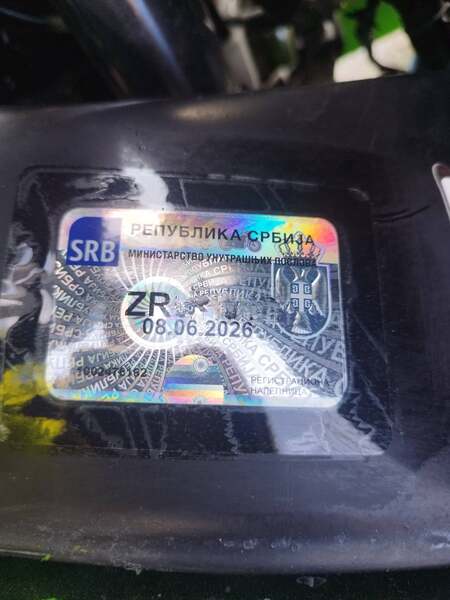 РЕПУБЛИКА СРБИЈА
SRB
МИНИСТАРСТВО УНУТРАШЊИХ ПОСЛОВА
ZR
08.06.2026
РЕГИСТРАЦИОНА
НАЛЕПНИЦА